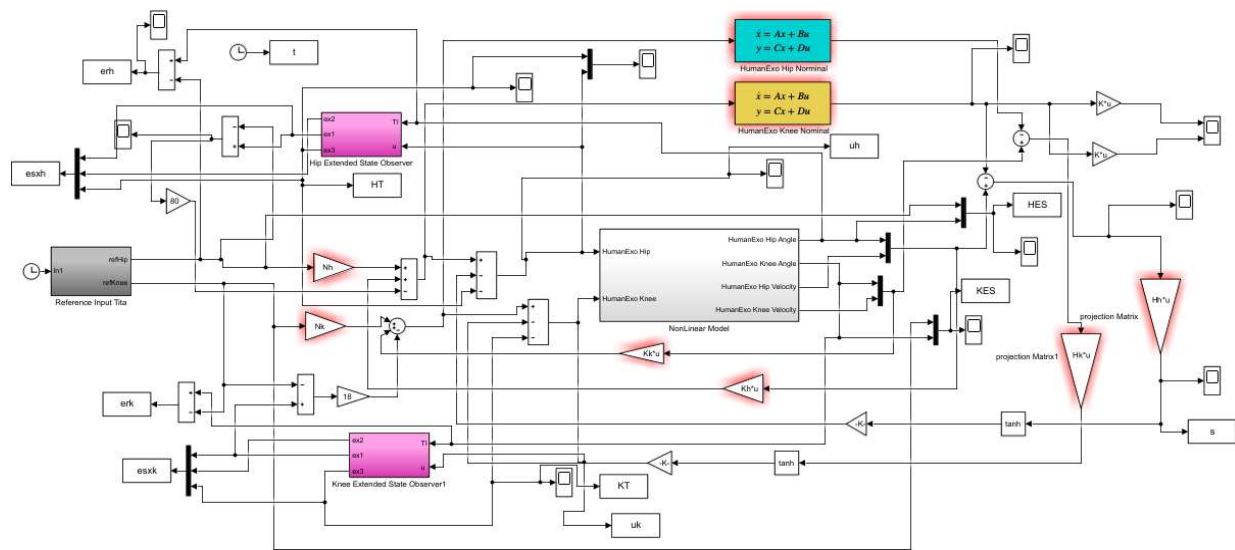 ẋ = Ax + Bu
y = Cx + Du
HumanExo Hip Norminal
t
erh
ẋ = Ax + Bu
y = Cx + Du
HumanExo Knee Nominal
K*u
K*u
ex2
ex1
ex3
TI
u
Hip Extended State Observer
uh
esxh
HT
80
HES
In1
refHip
refKnee
Reference Input Tita
Nh
HumanExo Hip
HumanExo Knee
HumanExo Hip Angle
HumanExo Knee Angle
HumanExo Hip Velocity
HumanExo Knee Velocity
NonLinear Model
KES
Nk
projection Matrix
Hh*u
projection Matrix1
Hk*u
Kk*u
Kh*u
18
erk
-K-
tanh
s
ex2
ex1
ex3
TI
u
Knee Extended State Observer1
esxk
-K-
tanh
KT
uk